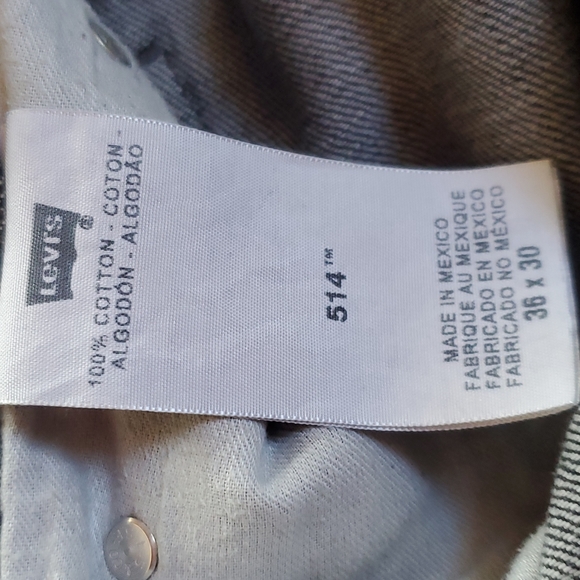 Levi's®
100% COTTON - COTON -
ALGODÓN - ALGODÃO
514™
MADE IN MEXICO
FABRIQUE AU MEXIQUE
FABRICADO EN MEXICO
FABRICADO NO MÉXICO
36 x 30